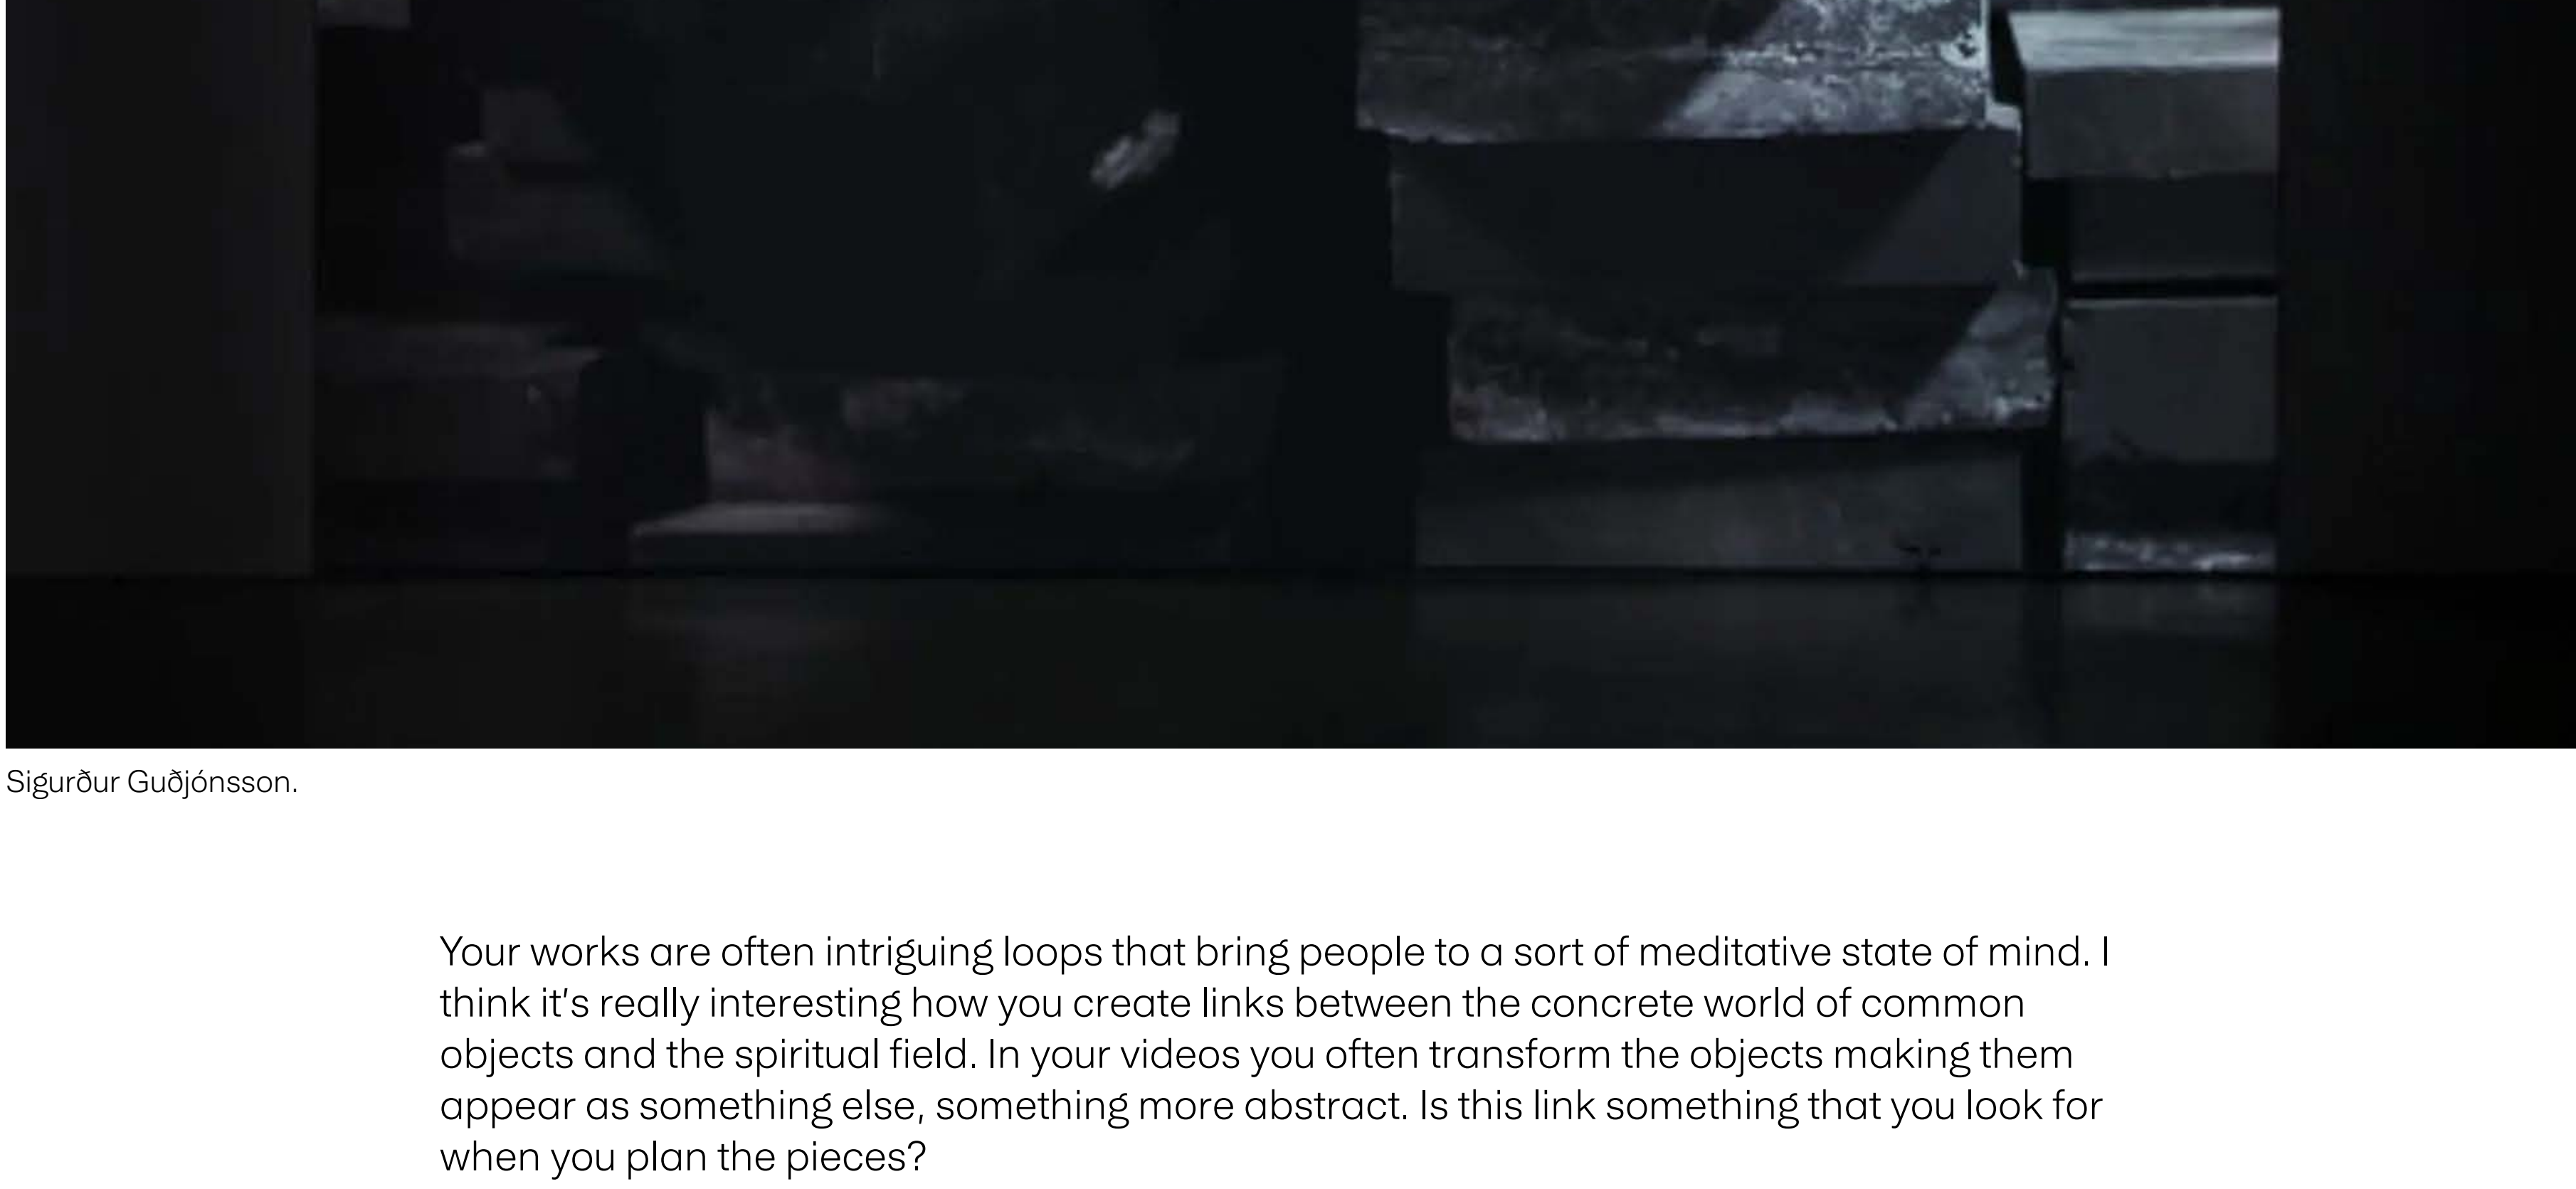 Sigurður Guðjónsson.
Your works are often intriguing loops that bring people to a sort of meditative state of mind. I
think it’s really interesting how you create links between the concrete world of common
objects and the spiritual field. In your videos you often transform the objects making them
appear as something else, something more abstract. Is this link something that you look for
when you plan the pieces?